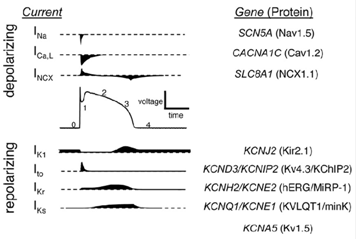 Current Gene (Protein)
depolarizing
I_Na SCN5A (Nav1.5)
I_Ca,L CACNA1C (Cav1.2)
I_NCX SLC8A1 (NCX1.1)
0 1 2 3 4 voltage
time
repolarizing
I_K1 KCNJ2 (Kir2.1)
I_to KCND3/KCNIP2 (Kv4.3/KChIP2)
I_Kr KCNH2/KCNE2 (hERG/MiRP-1)
I_Ks KCNQ1/KCNE1 (KVLQT1/minK)
KCNA5 (Kv1.5)